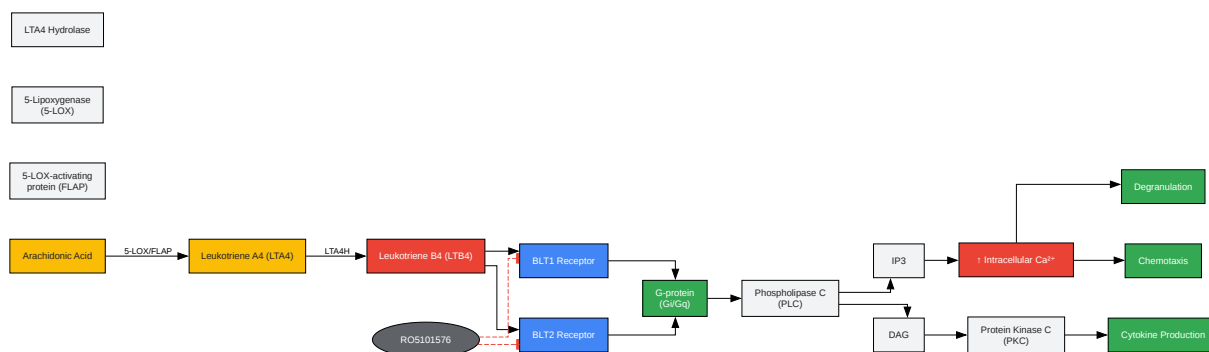 LTA4 Hydrolase
5-Lipoxygenase
(5-LOX)
5-LOX-activating
protein (FLAP)
Arachidonic Acid
5-LOX/FLAP
Leukotriene A4 (LTA4)
LTA4H
Leukotriene B4 (LTB4)
RO5101576
BLT1 Receptor
BLT2 Receptor
G-protein
(Gi/Gq)
Phospholipase C
(PLC)
IP3
DAG
↑ Intracellular Ca²⁺
Protein Kinase C
(PKC)
Degranulation
Chemotaxis
Cytokine Production